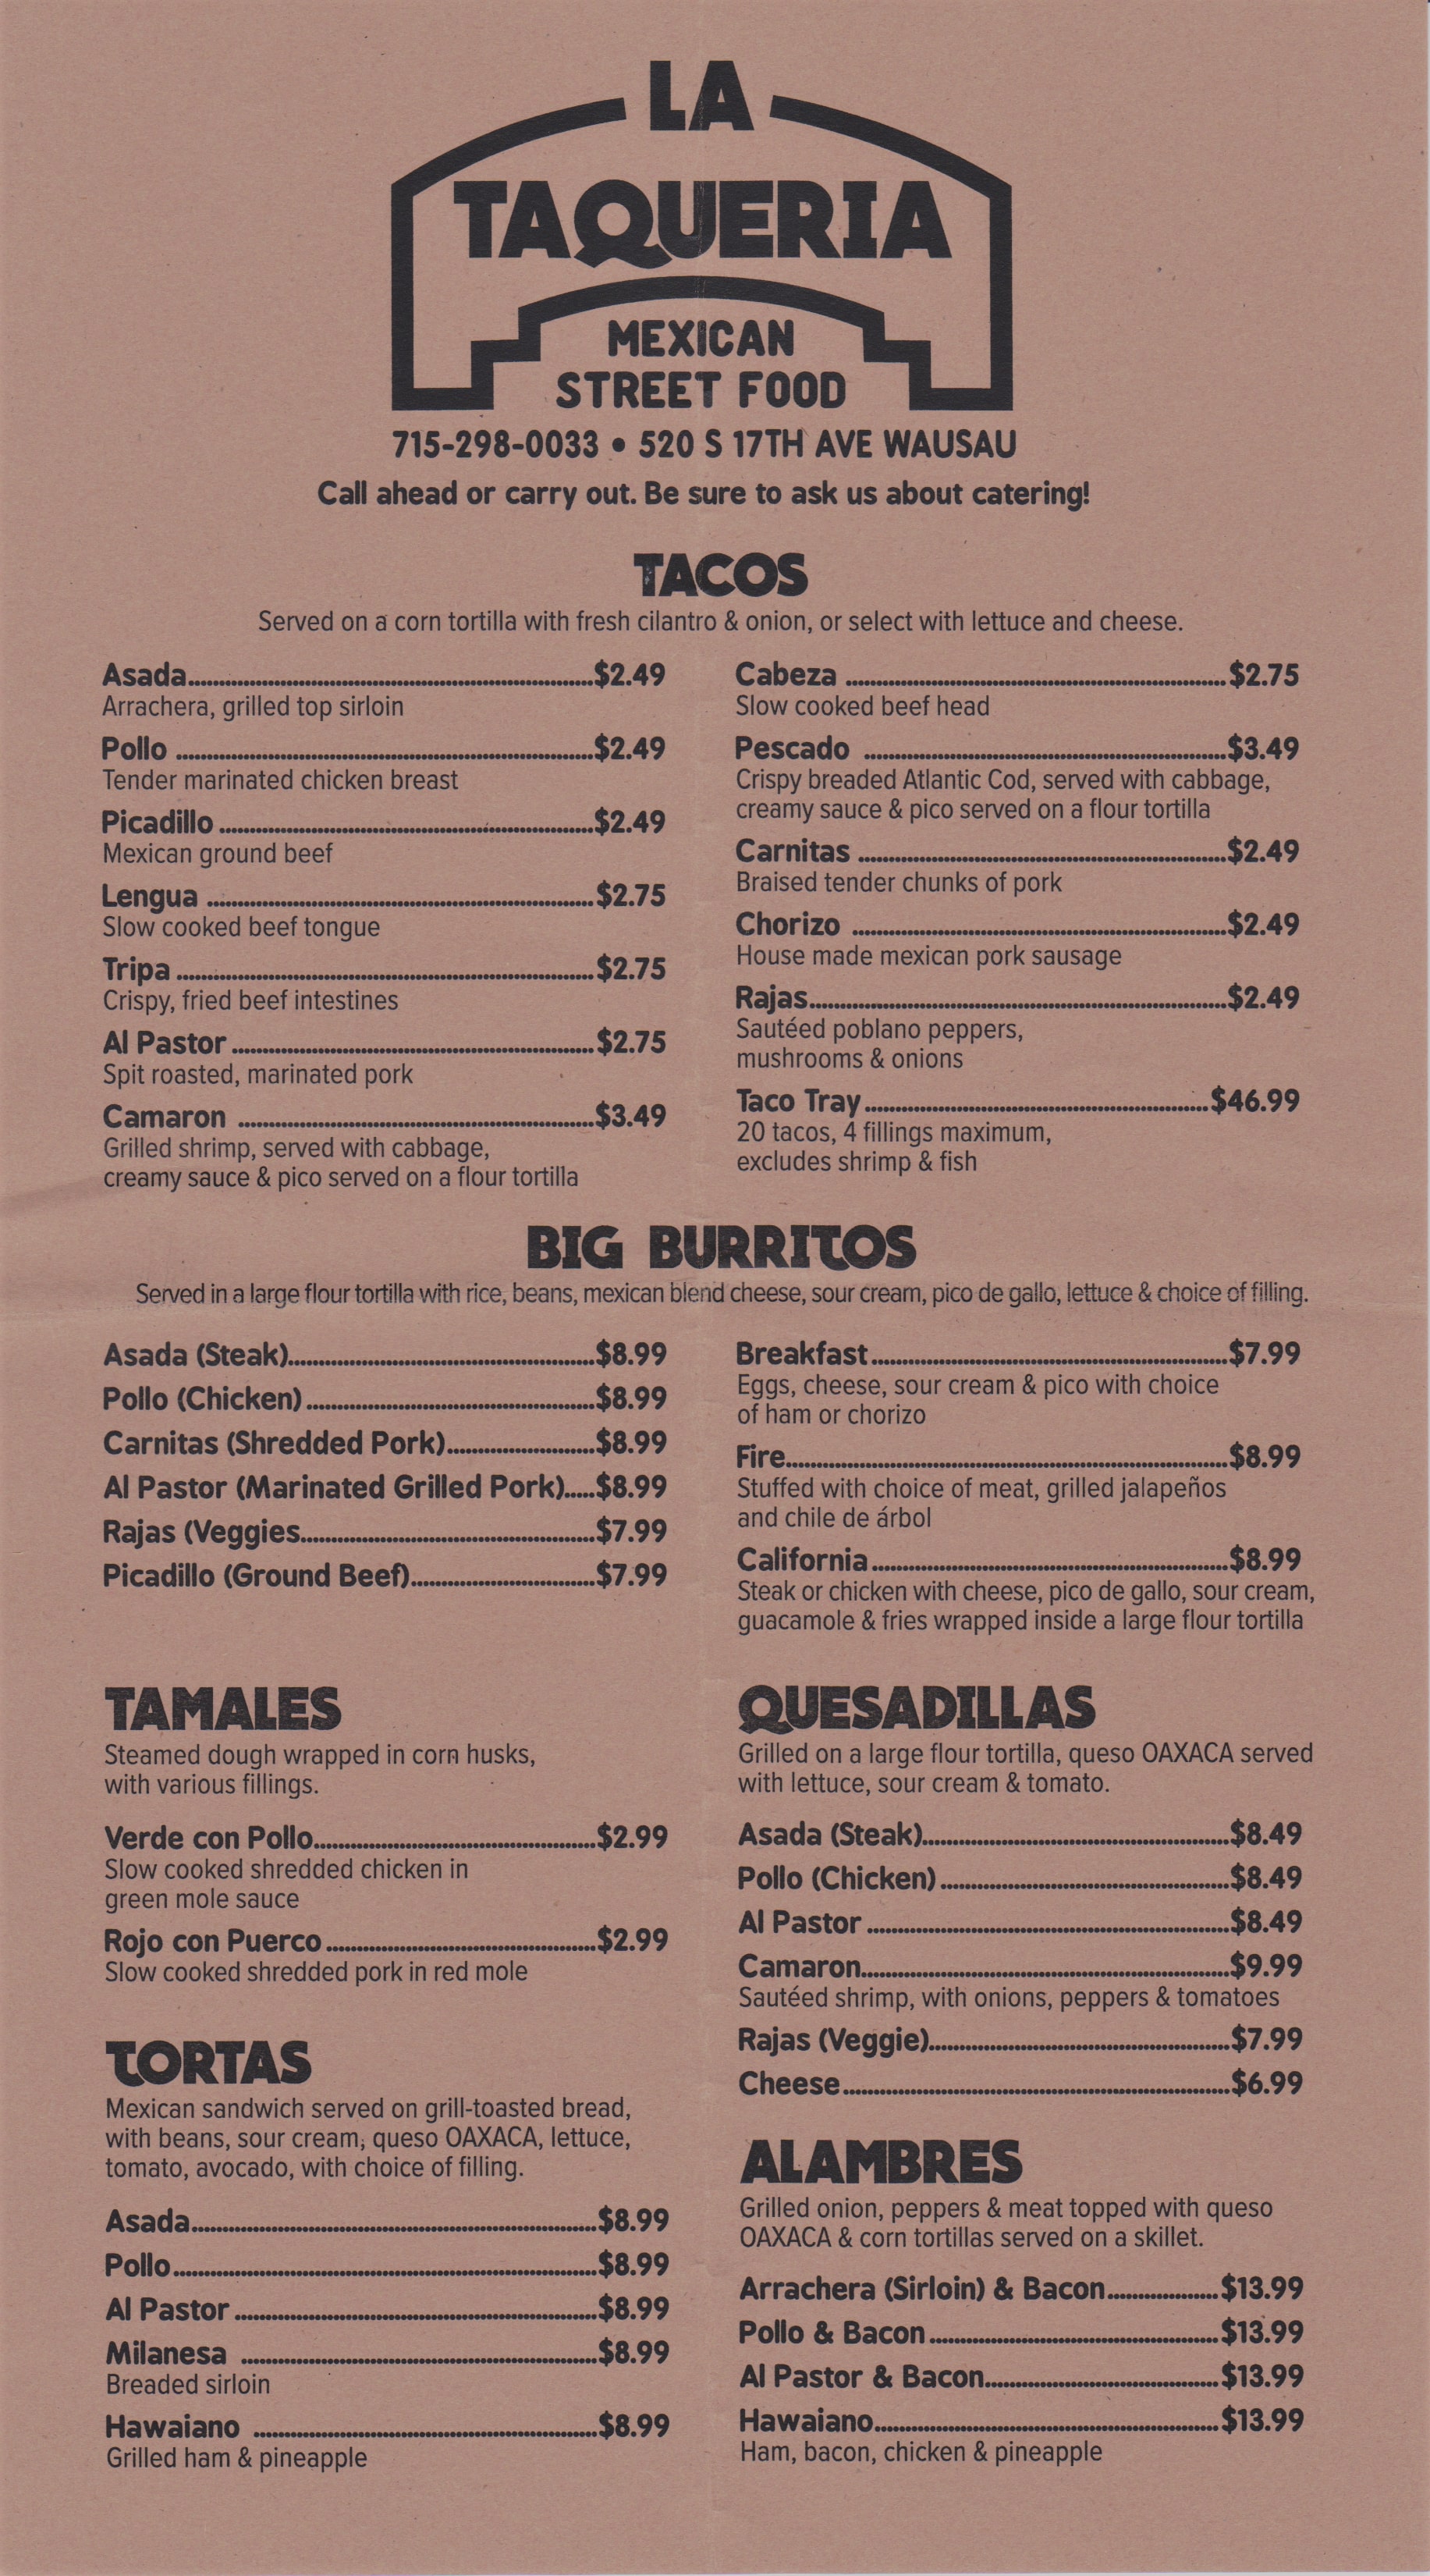 LA
TAQUERIA
MEXICAN
STREET FOOD
715-298-0033 • 520 S 17TH AVE WAUSAU
Call ahead or carry out. Be sure to ask us about catering!
TACOS
Served on a corn tortilla with fresh cilantro & onion, or select with lettuce and cheese.
Asada $2.49
Arrachera, grilled top sirloin
Pollo $2.49
Tender marinated chicken breast
Picadillo $2.49
Mexican ground beef
Lengua $2.75
Slow cooked beef tongue
Tripa $2.75
Crispy, fried beef intestines
Al Pastor $2.75
Spit roasted, marinated pork
Camaron $3.49
Grilled shrimp, served with cabbage,
creamy sauce & pico served on a flour tortilla
Cabeza $2.75
Slow cooked beef head
Pescado $3.49
Crispy breaded Atlantic Cod, served with cabbage,
creamy sauce & pico served on a flour tortilla
Carnitas $2.49
Braised tender chunks of pork
Chorizo $2.49
House made mexican pork sausage
Rajas $2.49
Sautéed poblano peppers,
mushrooms & onions
Taco Tray $46.99
20 tacos, 4 fillings maximum,
excludes shrimp & fish
BIG BURRITOS
Served in a large flour tortilla with rice, beans, mexican blend cheese, sour cream, pico de gallo, lettuce & choice of filling.
Asada (Steak) $8.99
Pollo (Chicken) $8.99
Carnitas (Shredded Pork) $8.99
Al Pastor (Marinated Grilled Pork) $8.99
Rajas (Veggies $7.99
Picadillo (Ground Beef) $7.99
Breakfast $7.99
Eggs, cheese, sour cream & pico with choice
of ham or chorizo
Fire $8.99
Stuffed with choice of meat, grilled jalapeños
and chile de árbol
California $8.99
Steak or chicken with cheese, pico de gallo, sour cream,
guacamole & fries wrapped inside a large flour tortilla
TAMALES
Steamed dough wrapped in corn husks,
with various fillings.
Verde con Pollo $2.99
Slow cooked shredded chicken in
green mole sauce
Rojo con Puerco $2.99
Slow cooked shredded pork in red mole
TORTAS
Mexican sandwich served on grill-toasted bread,
with beans, sour cream, queso OAXACA, lettuce,
tomato, avocado, with choice of filling.
Asada $8.99
Pollo $8.99
Al Pastor $8.99
Milanesa $8.99
Breaded sirloin
Hawaiano $8.99
Grilled ham & pineapple
QUESADILLAS
Grilled on a large flour tortilla, queso OAXACA served
with lettuce, sour cream & tomato.
Asada (Steak) $8.49
Pollo (Chicken) $8.49
Al Pastor $8.49
Camaron $9.99
Sautéed shrimp, with onions, peppers & tomatoes
Rajas (Veggie) $7.99
Cheese $6.99
ALAMBRES
Grilled onion, peppers & meat topped with queso
OAXACA & corn tortillas served on a skillet.
Arrachera (Sirloin) & Bacon $13.99
Pollo & Bacon $13.99
Al Pastor & Bacon $13.99
Hawaiano $13.99
Ham, bacon, chicken & pineapple